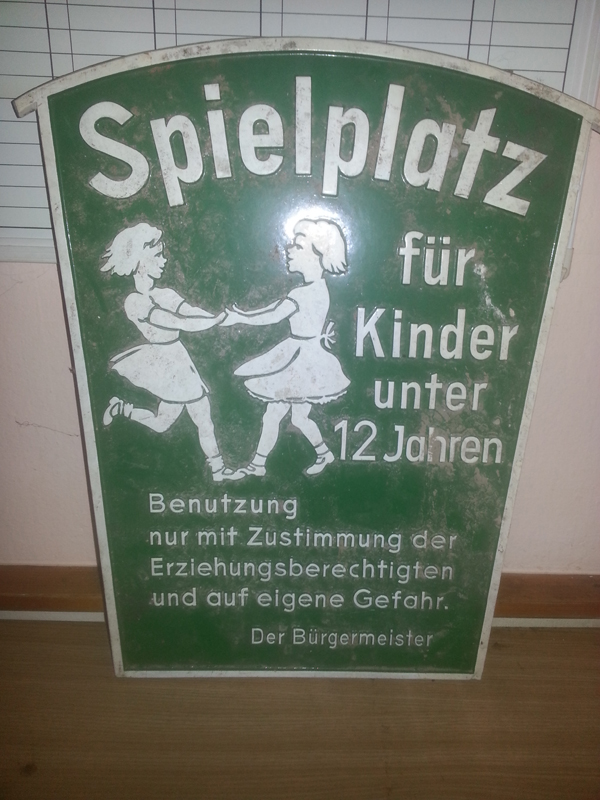 Spielplatz
für
Kinder
unter
12 Jahren
Benutzung
nur mit Zustimmung der
Erziehungsberechtigten
und auf eigene Gefahr.
Der Bürgermeister